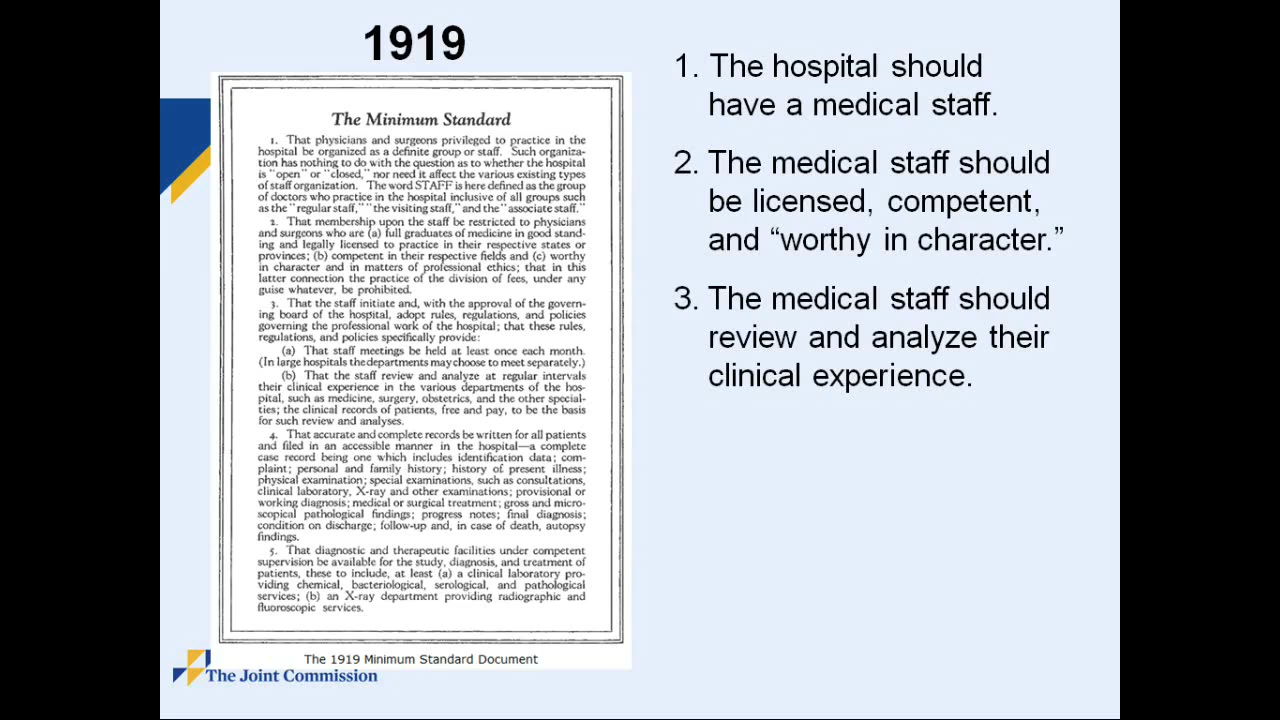 1919
The Minimum Standard
1. That physicians and surgeons privileged to practice in the
hospital be organized as a definite group or staff. Such organiza-
tion has nothing to do with the question as to whether the hospital
is "open" or "closed," nor need it affect the various existing types
of staff organization. The word STAFF is here defined as the group
of doctors who practice in the hospital inclusive of all groups such
as the "regular staff," "the visiting staff," and the "associate staff."
2. That membership upon the staff be restricted to physicians
and surgeons who are (a) full graduates of medicine in good stand-
ing and legally licensed to practice in their respective states or
provinces; (b) competent in their respective fields and (c) worthy
in character and in matters of professional ethics; that in this
latter connection the practice of the division of fees, under any
guise whatever, be prohibited.
3. That the staff initiate and, with the approval of the govern-
ing board of the hospital, adopt rules, regulations, and policies
governing the professional work of the hospital; that these rules,
regulations, and policies specifically provide:
(a) That staff meetings be held at least once each month.
(In large hospitals the departments may choose to meet separately.)
(b) That the staff review and analyze at regular intervals
their clinical experience in the various departments of the hos-
pital, such as medicine, surgery, obstetrics, and the other special-
ties; the clinical records of patients, free and pay, to be the basis
for such review and analyses.
4. That accurate and complete records be written for all patients
and filed in an accessible manner in the hospital—a complete
case record being one which includes identification data; com-
plaint; personal and family history; history of present illness;
physical examination; special examinations, such as consultations,
clinical laboratory, X-ray and other examinations; provisional or
working diagnosis; medical or surgical treatment; gross and micro-
scopical pathological findings; progress notes; final diagnosis;
condition on discharge; follow-up and, in case of death, autopsy
findings.
5. That diagnostic and therapeutic facilities under competent
supervision be available for the study, diagnosis, and treatment of
patients, these to include, at least (a) a clinical laboratory pro-
viding chemical, bacteriological, serological, and pathological
services; (b) an X-ray department providing radiographic and
fluoroscopic services.
The 1919 Minimum Standard Document
The Joint Commission
1. The hospital should
have a medical staff.
2. The medical staff should
be licensed, competent,
and “worthy in character.”
3. The medical staff should
review and analyze their
clinical experience.